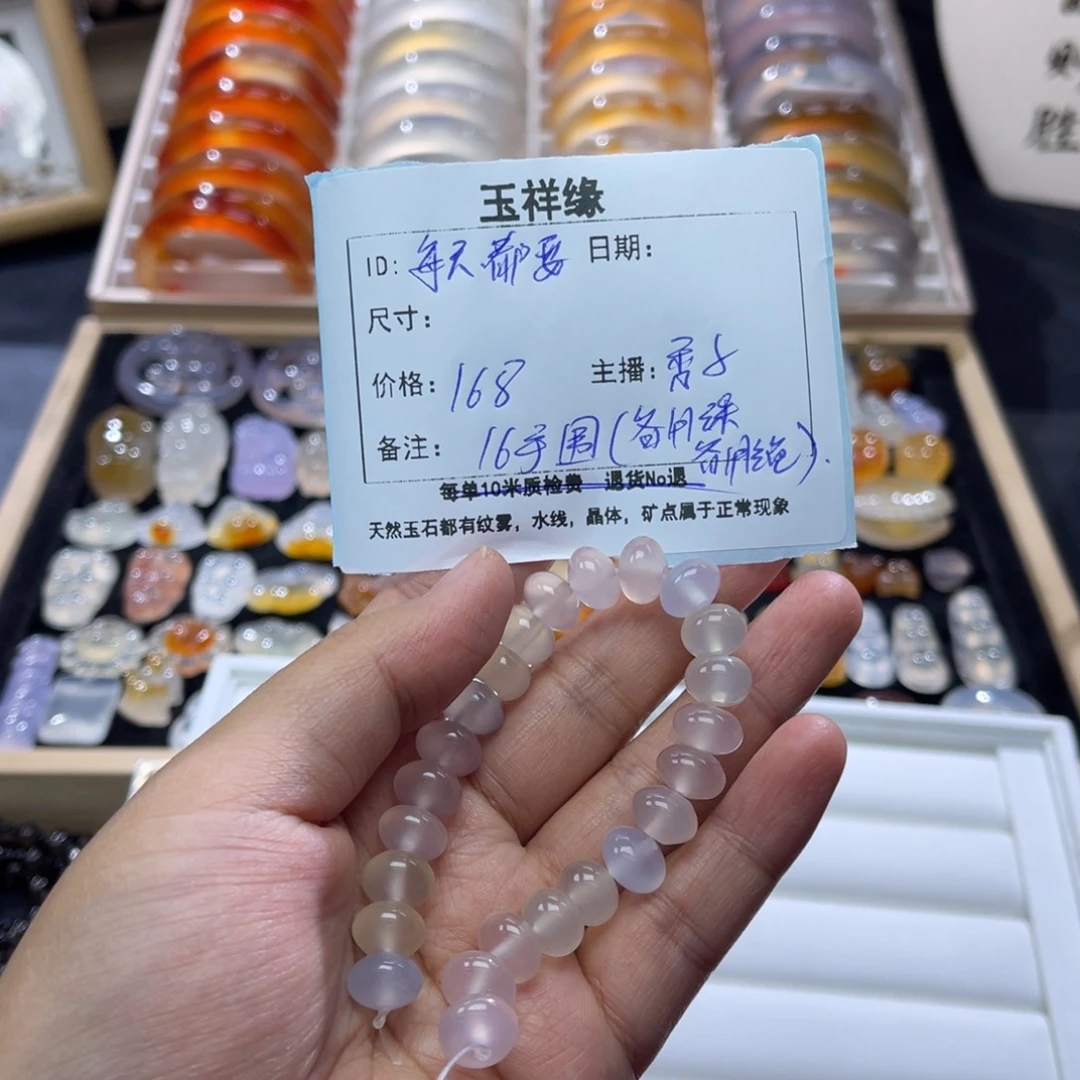 玉祥缘
ID: 每天都要 日期:
尺寸:
价格: 168 主播:
备注: 16手围(备用绿
备用)
每单10米质检费 退货No退
天然玉石都有纹雾，水线，晶体，矿点属于正常现象